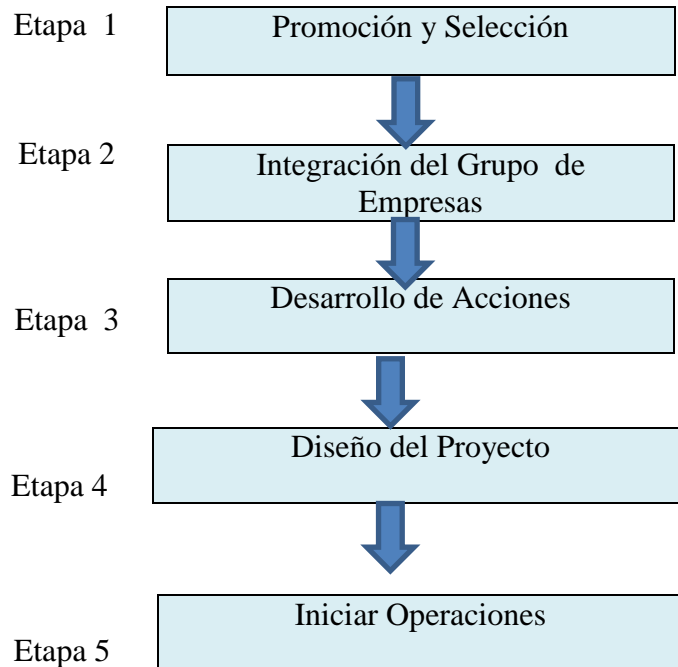 Etapa 1
Promoción y Selección
Etapa 2
Integración del Grupo de
Empresas
Etapa 3
Desarrollo de Acciones
Etapa 4
Diseño del Proyecto
Etapa 5
Iniciar Operaciones